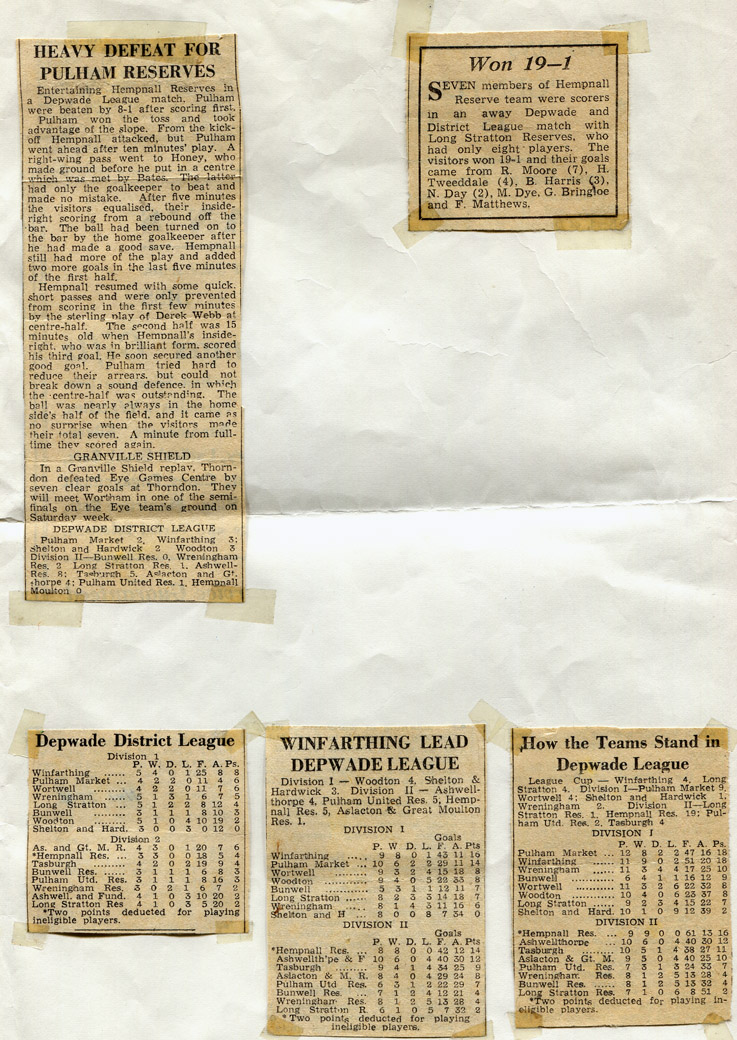 HEAVY DEFEAT FOR
PULHAM RESERVES
Entertaining Hempnall Reserves in
a Depwade League match, Pulham
were beaten by 8-1 after scoring first.
Pulham won the toss and took
advantage of the slope. From the kick-
off Hempnall attacked, but Pulham
went ahead after ten minutes' play. A
right-wing pass went to Honey, who
made ground before he put in a centre
which was met by Bates. The latter
had only the goalkeeper to beat and
made no mistake. After five minutes
the visitors equalised, their inside-
right scoring from a rebound off the
bar. The ball had been turned on to
the bar by the home goalkeeper after
he had made a good save. Hempnall
still had more of the play and added
two more goals in the last five minutes
of the first half.
Hempnall resumed with some quick,
short passes and were only prevented
from scoring in the first few minutes
by the sterling play of Derek Webb at
centre-half. The second half was 15
minutes old when Hempnall's inside-
right, who was in brilliant form, scored
his third goal. He soon secured another
good goal. Pulham tried hard to
reduce their arrears, but could not
break down a sound defence, in which
the centre-half was outstanding. The
ball was nearly always in the home
side's half of the field, and it came as
no surprise when the visitors made
their total seven. A minute from full-
time they scored again.
GRANVILLE SHIELD
In a Granville Shield replay, Thorn-
don defeated Eye Games Centre by
seven clear goals at Thorndon. They
will meet Wortham in one of the semi-
finals on the Eye team's ground on
Saturday week.
DEPWADE DISTRICT LEAGUE
Pulham Market 2, Winfarthing 3;
Shelton and Hardwick 2 Woodton 3
Division II—Bunwell Res. 0, Wreningham
Res. 2 Long Stratton Res. 1, Ashwell-
Res. 8; Tasburgh 5, Aslacton and Gt.
thorpe 4; Pulham United Res. 1, Hempnall
Moulton 0
Won 19–1
SEVEN members of Hempnall
Reserve team were scorers
in an away Depwade and
District League match with
Long Stratton Reserves, who
had only eight players. The
visitors won 19-1 and their goals
came from R. Moore (7), H.
Tweeddale (4), B. Harris (3),
N. Day (2), M. Dye, G. Bringloe
and F. Matthews.
Depwade District League
Division 1
P. W. D. L. F. A. Ps.
Winfarthing ...... 5 4 0 1 25 8 8
Pulham Market ... 4 2 2 0 11 4 6
Wortwell ......... 4 2 2 0 11 7 6
Wreningham ...... 5 1 3 1 6 7 5
Long Stratton ... 5 1 2 2 8 12 4
Bunwell ......... 3 1 1 1 8 10 3
Woodton ......... 5 1 0 4 10 19 2
Shelton and Hard. 3 0 0 3 0 12 0
Division 2
As. and Gt. M. R. 4 3 0 1 20 7 6
*Hempnall Res. ... 3 3 0 0 18 5 4
Tasburgh ......... 4 2 0 2 19 9 4
Bunwell Res. ... 3 1 1 1 6 8 3
Pulham Utd. Res. 3 1 1 1 8 16 3
Wreningham Res. 3 0 2 1 6 7 2
Ashwell. and Fund. 4 1 0 3 10 20 2
Long Stratton Res 4 1 0 3 5 20 2
*Two points deducted for playing
ineligible players.
WINFARTHING LEAD
DEPWADE LEAGUE
Division I — Woodton 4, Shelton &
Hardwick 3. Division II — Ashwell-
thorpe 4, Pulham United Res. 5; Hemp-
nall Res. 5, Aslacton & Great Moulton
Res. 1.
DIVISION I
Goals
P. W. D. L. F. A. Pts
Winfarthing ...... 9 8 0 1 43 11 16
Pulham Market ... 10 6 2 2 29 11 14
Wortwell ......... 9 3 2 4 15 18 8
Woodton ......... 9 4 0 5 22 33 8
Bunwell ......... 5 3 1 1 12 11 7
Long Stratton ... 8 2 3 3 14 18 7
Wreningham ...... 8 1 4 3 11 16 6
Shelton and H ... 8 0 0 8 7 34 0
DIVISION II
Goals
P. W. D. L. F. A. Pts
*Hempnall Res. ... 8 8 0 0 42 12 14
Ashwellth'pe & F 10 6 0 4 40 30 12
Tasburgh ......... 9 4 1 4 34 25 9
Aslacton & M. R. 8 4 0 4 29 24 8
Pulham Utd Res. 6 3 1 2 22 29 7
Bunwell Res. ... 7 1 2 4 12 21 4
Wreningham Res. 8 1 2 5 13 28 4
Long Stratton R. 6 1 0 5 7 32 2
*Two points deducted for playing
ineligible players.
How the Teams Stand in
Depwade League
League Cup — Winfarthing 4, Long
Stratton 4. Division I—Pulham Market 9,
Wortwell 4; Shelton and Hardwick 1,
Wreningham 2. Division II—Long
Stratton Res. 1, Hempnall Res. 19; Pul-
ham Utd. Res. 2, Tasburgh 4
DIVISION I
P. W. D. L. F. A. Ps.
Pulham Market ... 12 8 2 2 47 16 18
Winfarthing ...... 11 9 0 2 51 20 18
Wreningham ...... 11 3 4 4 17 25 10
Bunwell ......... 6 4 1 1 16 12 9
Wortwell ......... 11 3 2 6 22 32 8
Woodton ......... 10 4 0 6 23 37 8
Long Stratton ... 9 2 3 4 15 22 7
Shelton and Hard. 10 1 0 9 12 39 2
DIVISION II
P. W. D. L. F. A. Ps.
*Hempnall Res. ... 9 9 0 0 61 13 16
Ashwellthorpe ... 10 6 0 4 40 30 12
Tasburgh ......... 10 5 1 4 38 27 11
Aslacton & Gt. M. 9 5 0 4 40 25 10
Pulham Utd. Res. 7 3 1 3 24 33 7
Wreningham Res. 8 1 2 5 13 28 4
Bunwell Res. ... 8 1 2 5 13 32 4
Long Stratton Res. 7 1 0 6 8 51 2
*Two points deducted for playing in-
eligible players.